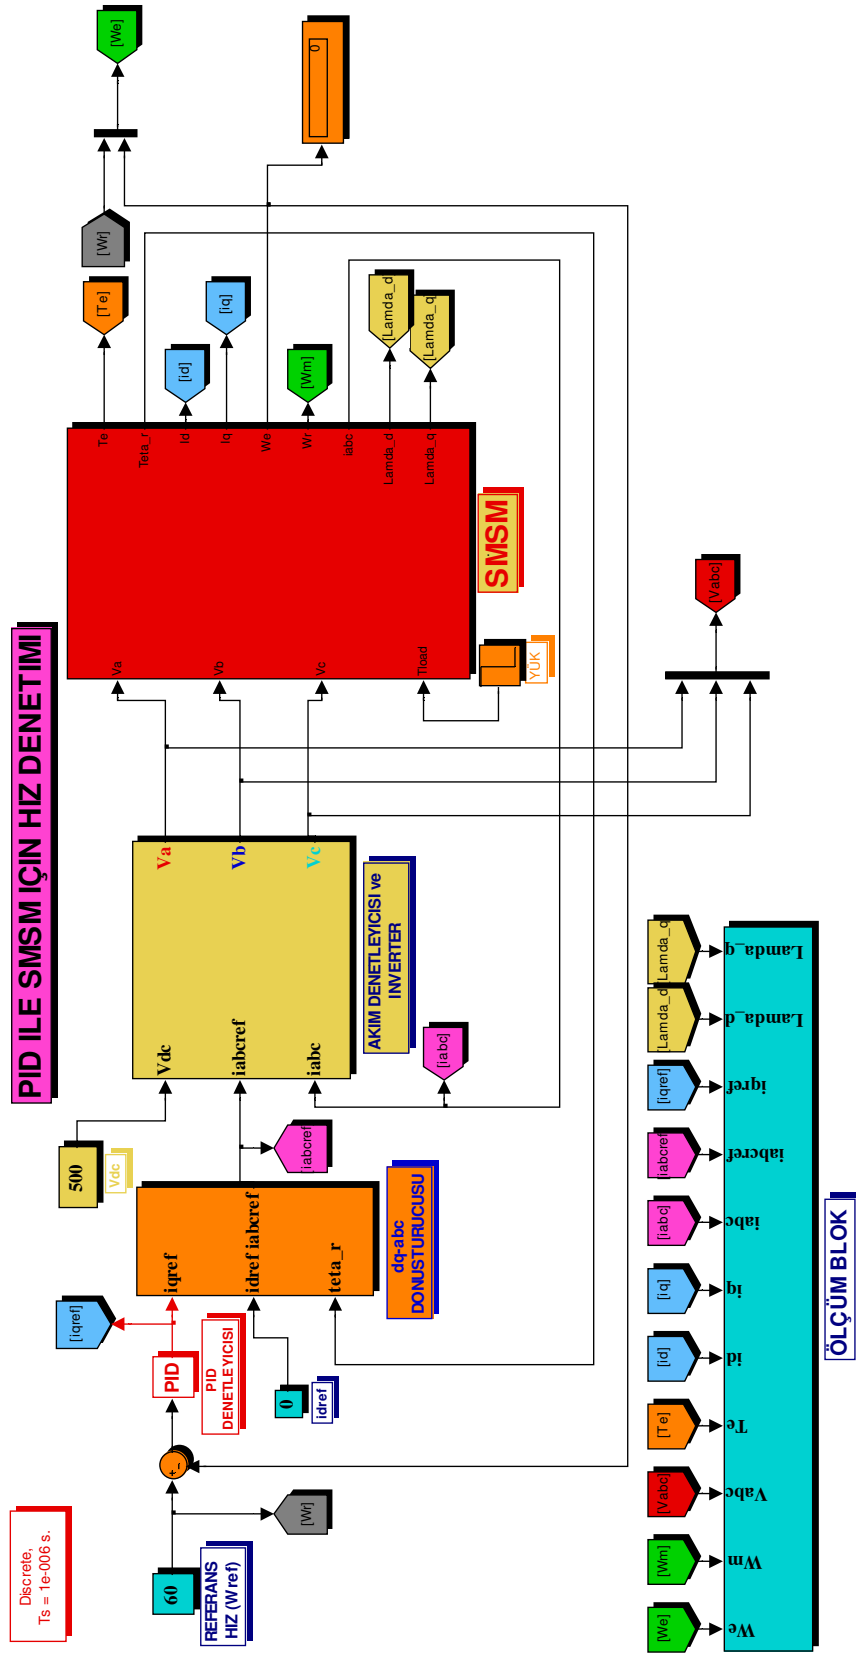 PID ILE SMSM IÇIN HIZ DENETIMI
Discrete,
Ts = 1e-006 s.
60
REFERANS
HIZ (Wref)
[Wr]
+
-
PID
PID
DENETLEYICISI
[iqref]
0
idref
iqref
idref iabcref
teta_r
dq-abc
DONUSTURUCUSU
[iabcref]
500
Vdc
Vdc
iabcref
iabc
Va
Vb
Vc
AKIM DENETLEYICISI ve
INVERTER
[iabc]
Va
Vb
Vc
Tload
YÜK
Te
Teta_r
Id
Iq
We
Wr
Iabc
Lamda_d
Lamda_q
SMSM
[Te]
[id]
[iq]
[Wm]
[Lamda_d
[Lamda_q
[Wr]
[We]
0
[Vabc]
[We]
[Wm]
[Vabc]
[Te]
[id]
[iq]
[iabc]
[iabcref
[iqref]
[Lamda_d
[Lamda_q
We
Wm
Vabc
Te
id
iq
iabc
iabcref
iqref
Lamda_d
Lamda_q
ÖLÇÜM BLOK